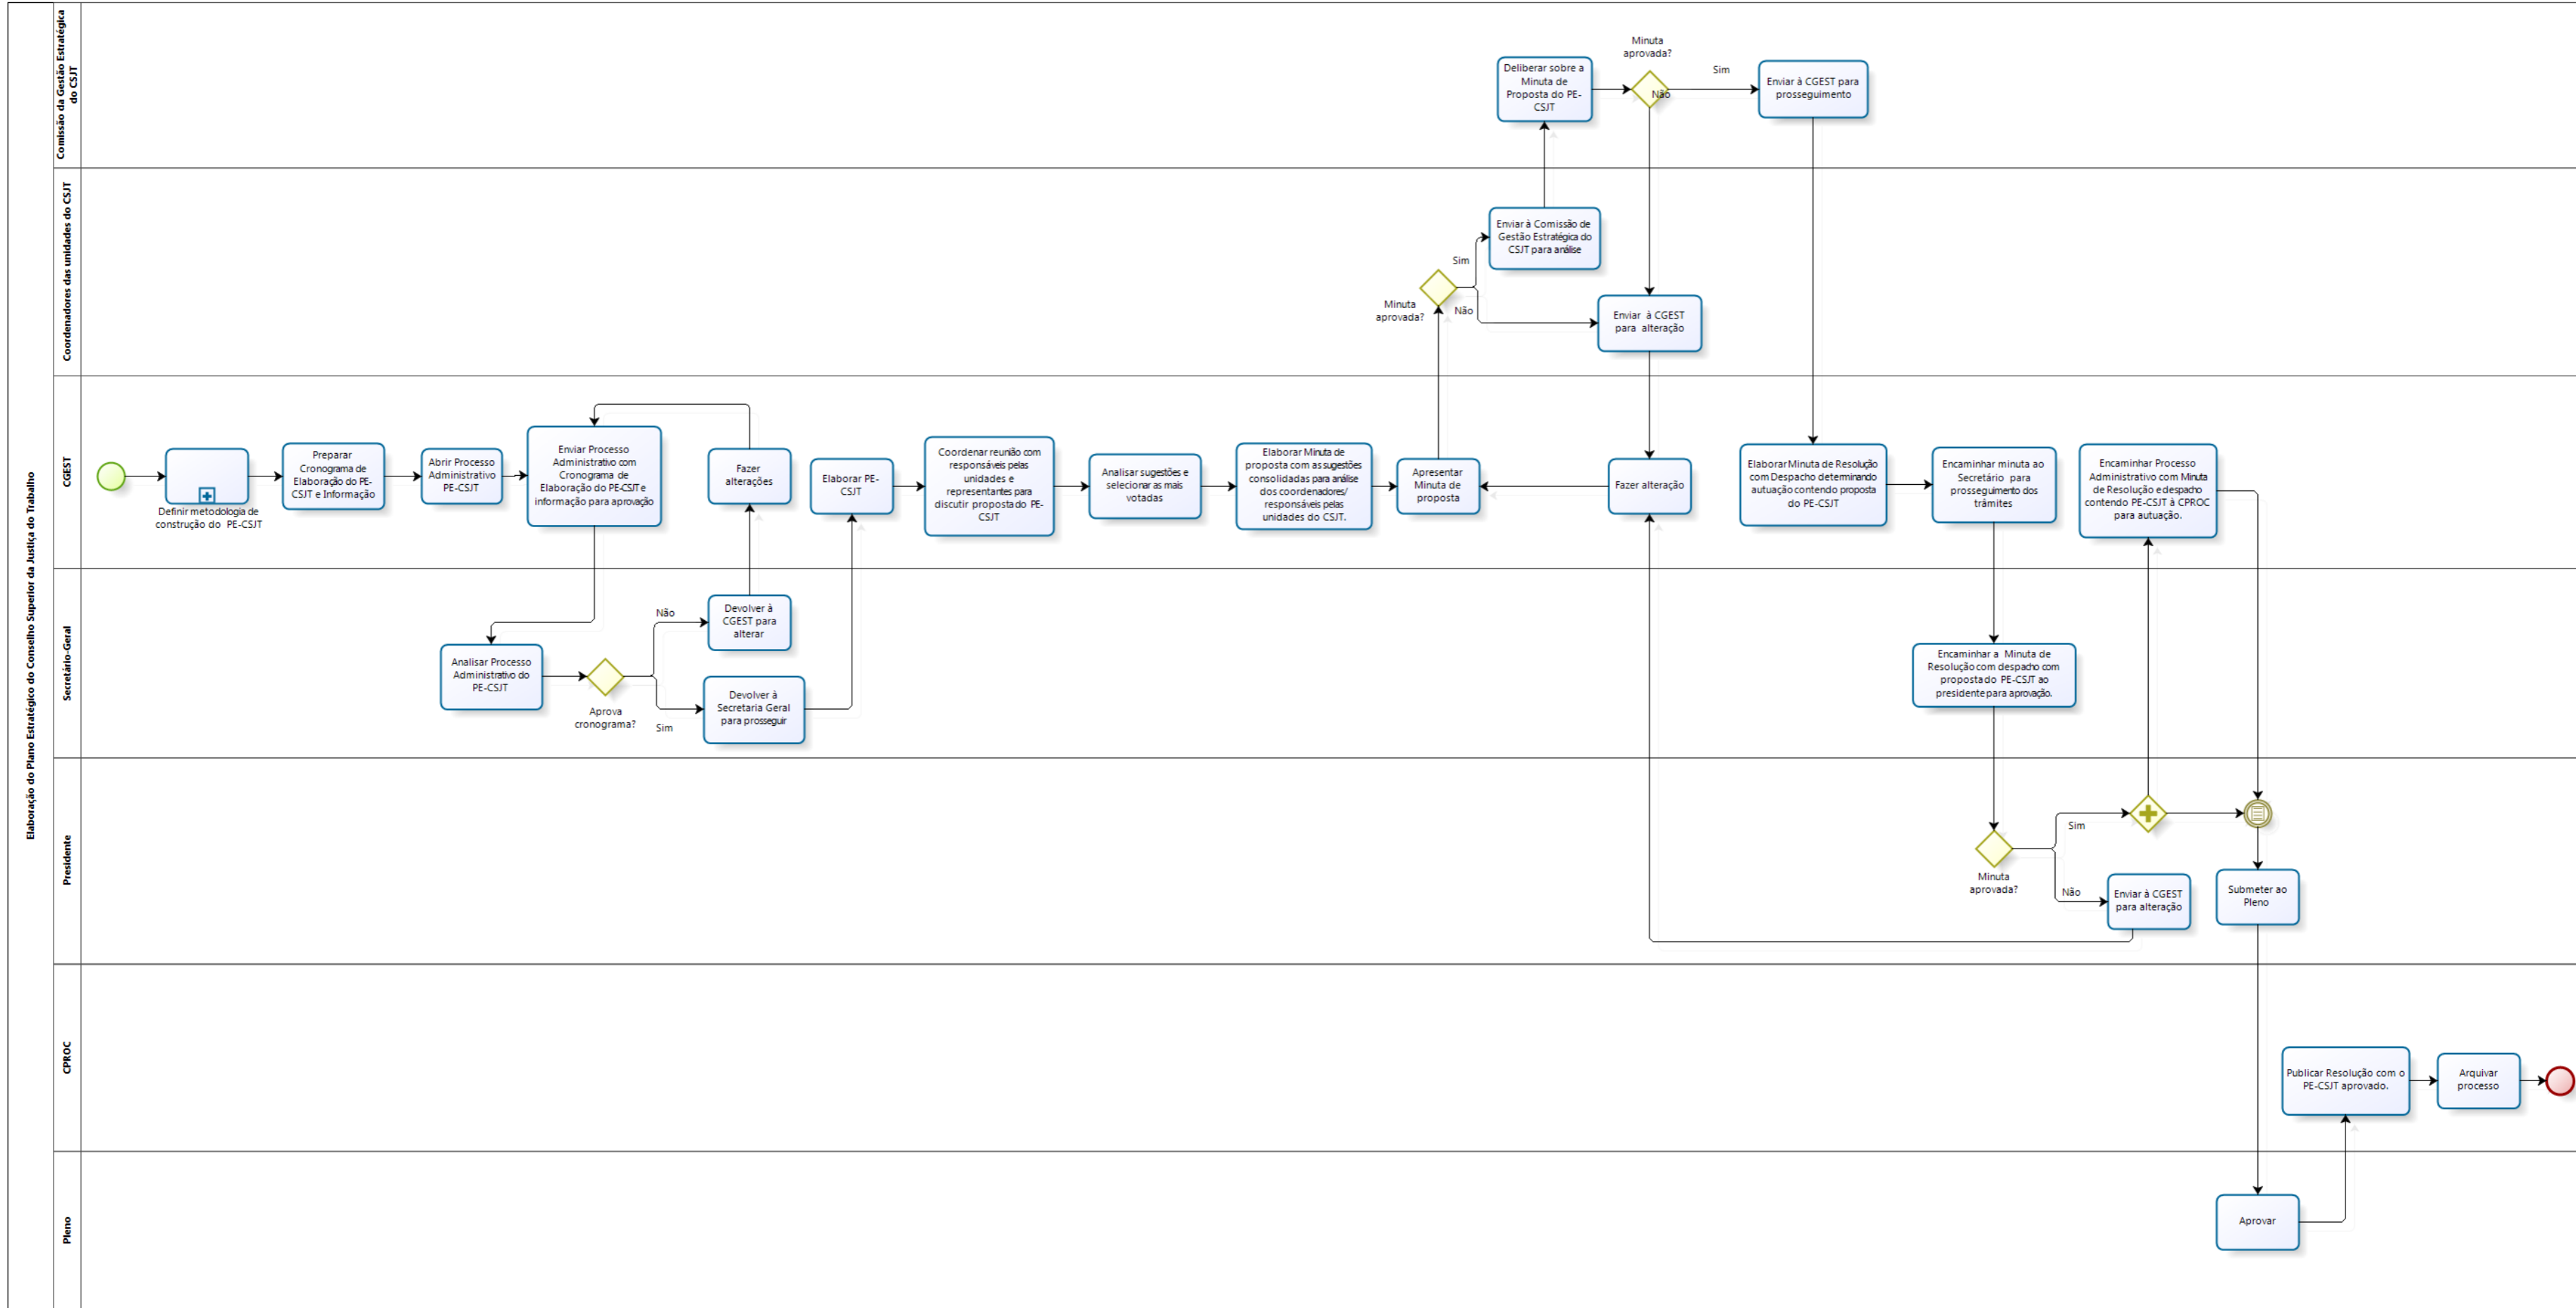 Elaboração do Plano Estratégico do Conselho Superior da Justiça do Trabalho
Comissão da Gestão Estratégica
do CSJT
Minuta
aprovada?
Deliberar sobre a
Minuta de
Proposta do PE-
CSJT
Não
Sim
Enviar à CGEST para
prosseguimento
Coordenadores das unidades do CSJT
Enviar à Comissão de
Gestão Estratégica do
CSJT para análise
Sim
Minuta
aprovada?
Não
Enviar à CGEST
para alteração
CGEST
Definir metodologia de
construção do PE-CSJT
Preparar
Cronograma de
Elaboração do PE-
CSJT e Informação
Abrir Processo
Administrativo
PE-CSJT
Enviar Processo
Administrativo com
Cronograma de
Elaboração do PE-CSJT e
informação para aprovação
Fazer
alterações
Elaborar PE-
CSJT
Coordenar reunião com
responsáveis pelas
unidades e
representantes para
discutir proposta do PE-
CSJT
Analisar sugestões e
selecionar as mais
votadas
Elaborar Minuta de
proposta com as sugestões
consolidadas para análise
dos coordenadores/
responsáveis pelas
unidades do CSJT.
Apresentar
Minuta de
proposta
Fazer alteração
Elaborar Minuta de Resolução
com Despacho determinando
autuação contendo proposta
do PE-CSJT
Encaminhar minuta ao
Secretário para
prosseguimento dos
trâmites
Encaminhar Processo
Administrativo com Minuta
de Resolução e despacho
contendo PE-CSJT à CPROC
para autuação.
Secretário-Geral
Analisar Processo
Administrativo do
PE-CSJT
Aprova
cronograma?
Não
Devolver à
CGEST para
alterar
Sim
Devolver à
Secretaria Geral
para prosseguir
Encaminhar a Minuta de
Resolução com despacho com
proposta do PE-CSJT ao
presidente para aprovação.
Presidente
Minuta
aprovada?
Sim
Não
Enviar à CGEST
para alteração
Submeter ao
Pleno
CPROC
Publicar Resolução com o
PE-CSJT aprovado.
Arquivar
processo
Pleno
Aprovar